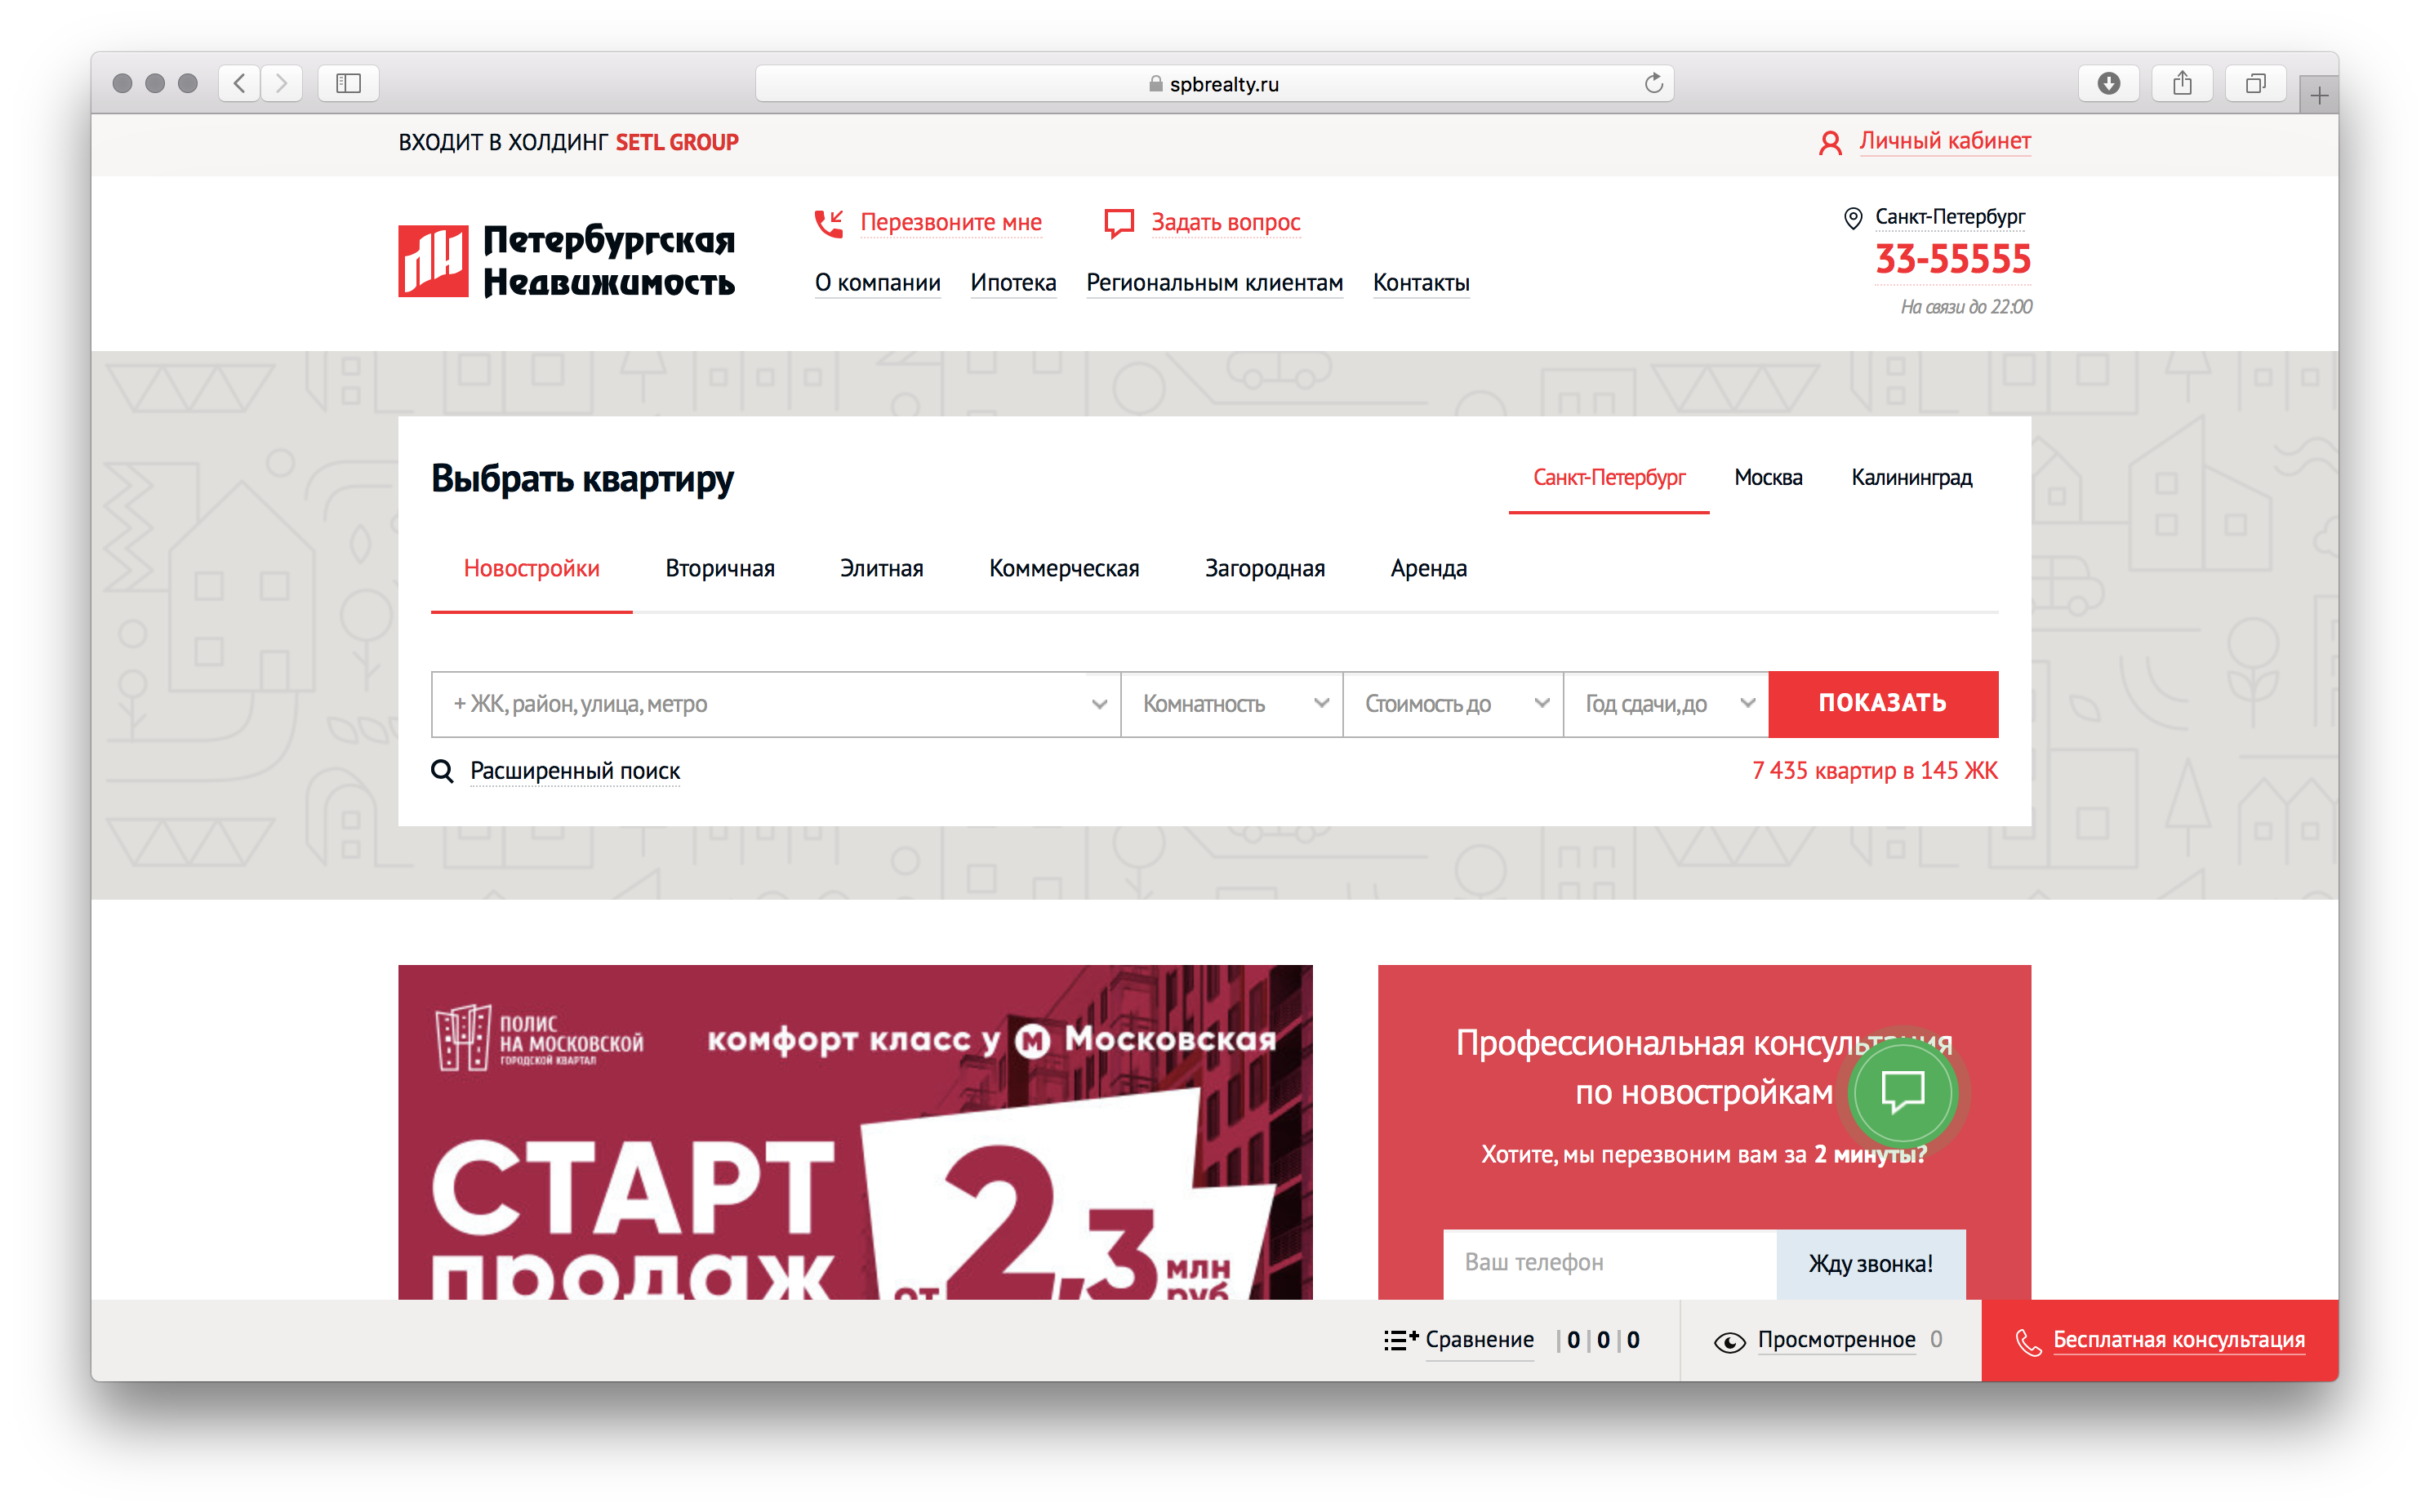 spbrealty.ru
ВХОДИТ В ХОЛДИНГ SETL GROUP
Личный кабинет
Петербургская
Недвижимость
Перезвоните мне
Задать вопрос
О компании Ипотека Региональным клиентам Контакты
Санкт-Петербург
33-55555
На связи до 22:00
Выбрать квартиру
Санкт-Петербург Москва Калининград
Новостройки Вторичная Элитная Коммерческая Загородная Аренда
+ ЖК, район, улица, метро Комнатность Стоимость до Год сдачи, до ПОКАЗАТЬ
Расширенный поиск
7 435 квартир в 145 ЖК
ПОЛИС
НА МОСКОВСКОЙ
ГОРОДСКОЙ КВАРТАЛ
комфорт класс у М Московская
СТАРТ
продаж
от 2,3 млн
руб
Профессиональная консультация
по новостройкам
Хотите, мы перезвоним вам за 2 минуты?
Ваш телефон Жду звонка!
Сравнение | 0 | 0 | 0
Просмотренное 0
Бесплатная консультация